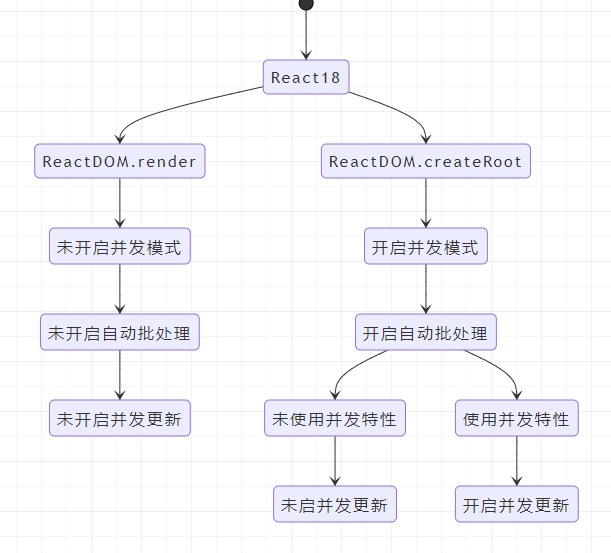 React18
ReactDOM.render
ReactDOM.createRoot
未开启并发模式
开启并发模式
未开启自动批处理
开启自动批处理
未开启并发更新
未使用并发特性
使用并发特性
未启并发更新
开启并发更新